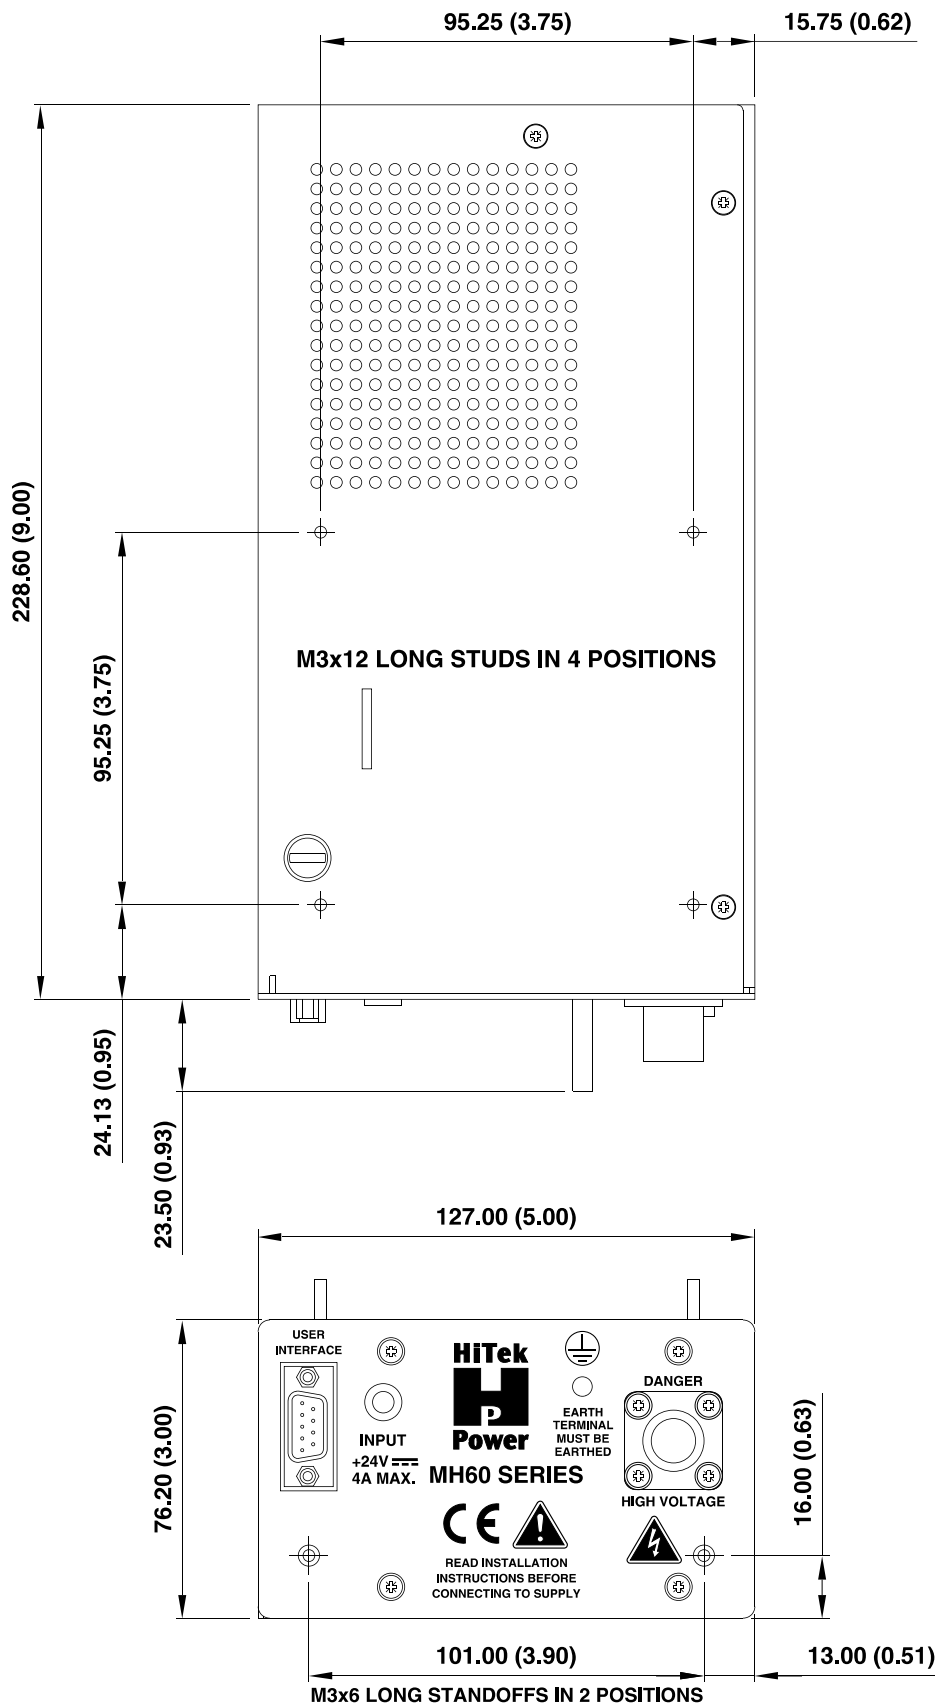 95.25 (3.75)
15.75 (0.62)
228.60 (9.00)
M3x12 LONG STUDS IN 4 POSITIONS
95.25 (3.75)
24.13 (0.95)
23.50 (0.93)
127.00 (5.00)
USER
INTERFACE
HiTek
DANGER
EARTH
TERMINAL
MUST BE
EARTHED
HP
INPUT
Power
+24V
4A MAX.
MH60 SERIES
HIGH VOLTAGE
76.20 (3.00)
16.00 (0.63)
CE
READ INSTALLATION
INSTRUCTIONS BEFORE
CONNECTING TO SUPPLY
101.00 (3.90)
13.00 (0.51)
M3x6 LONG STANDOFFS IN 2 POSITIONS